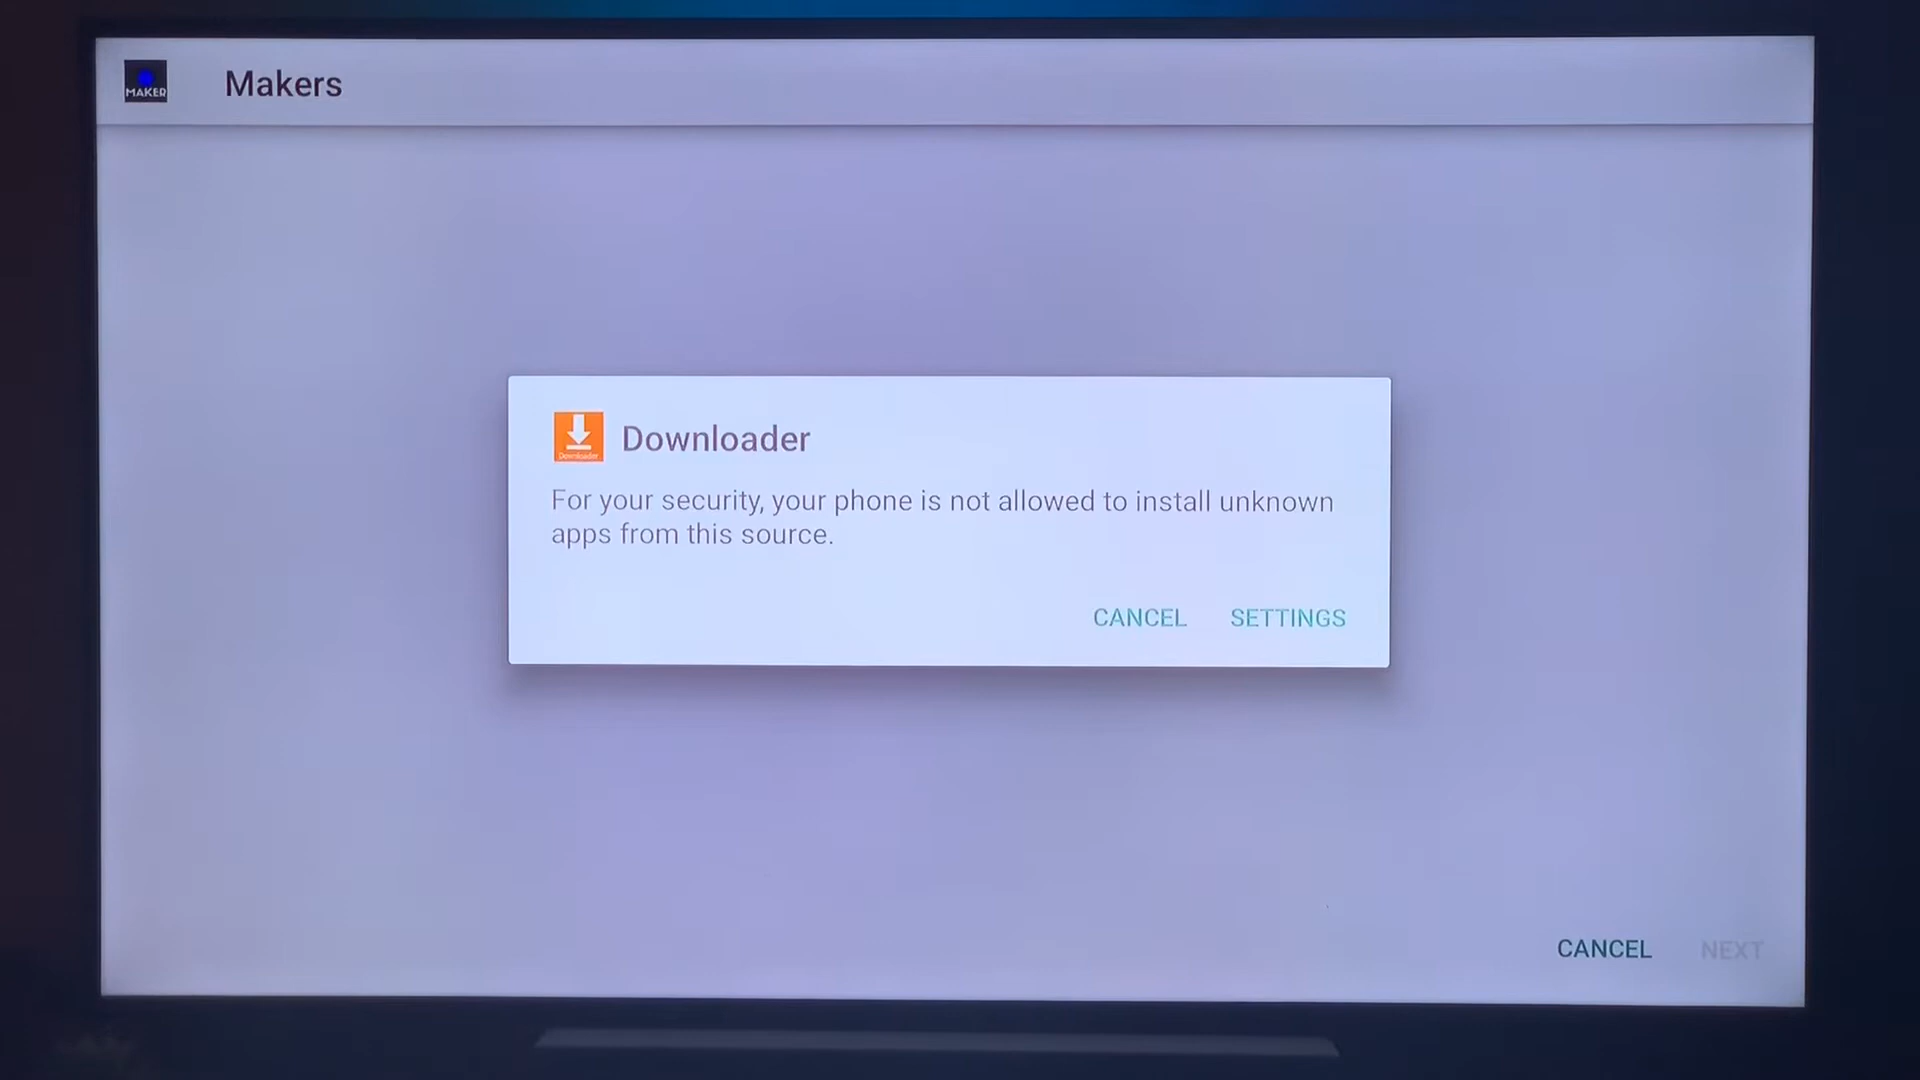 MAKER
Makers
Downloader
Downloader
For your security, your phone is not allowed to install unknown
apps from this source.
CANCEL SETTINGS
CANCEL NEXT